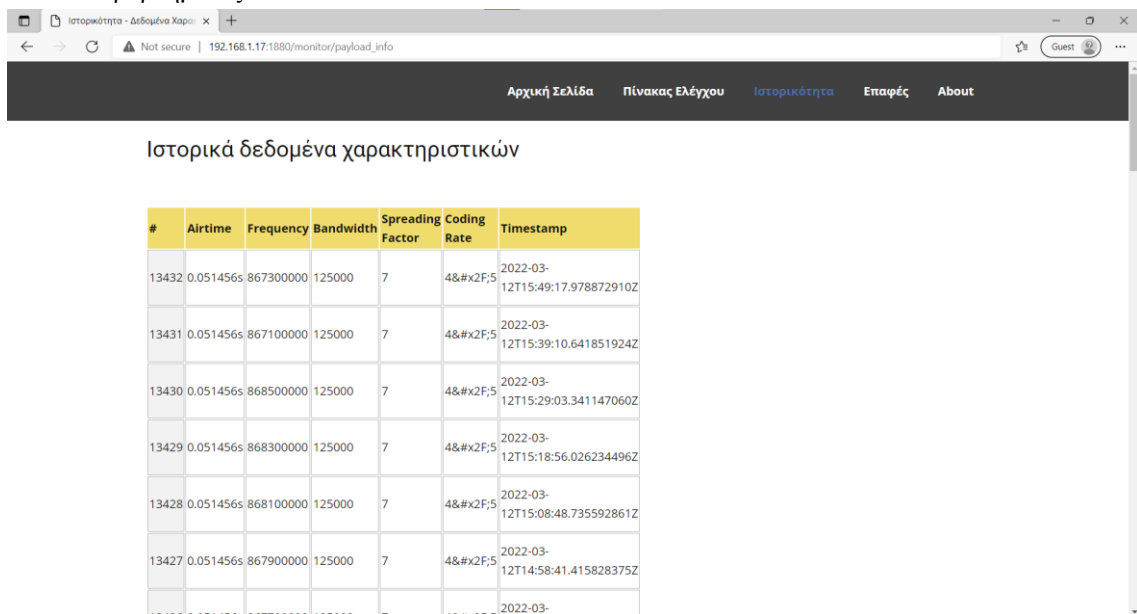 Ιστορικότητα - Δεδομένα Χαρα
Not secure | 192.168.1.17:1880/monitor/payload_info
Guest
Αρχική Σελίδα Πίνακας Ελέγχου Ιστορικότητα Επαφές About
Ιστορικά δεδομένα χαρακτηριστικών
# Airtime Frequency Bandwidth Spreading Factor Coding Rate Timestamp
13432 0.051456s 867300000 125000 7 4&#x2F;5 2022-03-
12T15:49:17.978872910Z
13431 0.051456s 867100000 125000 7 4&#x2F;5 2022-03-
12T15:39:10.641851924Z
13430 0.051456s 868500000 125000 7 4&#x2F;5 2022-03-
12T15:29:03.341147060Z
13429 0.051456s 868300000 125000 7 4&#x2F;5 2022-03-
12T15:18:56.026234496Z
13428 0.051456s 868100000 125000 7 4&#x2F;5 2022-03-
12T15:08:48.735592861Z
13427 0.051456s 867900000 125000 7 4&#x2F;5 2022-03-
12T14:58:41.415828375Z
2022-03-